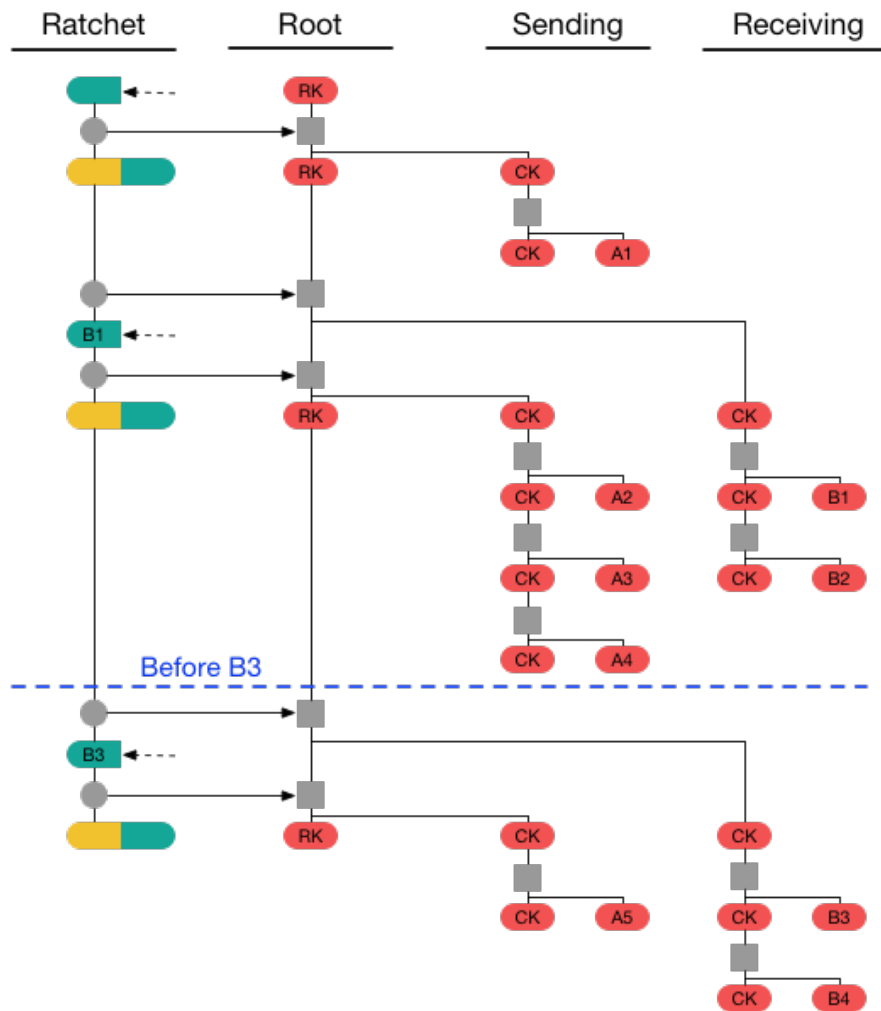 Ratchet Root Sending Receiving
RK
RK CK
CK A1
B1
RK CK CK
CK A2 CK B1
CK A3 CK B2
CK A4
Before B3
B3
RK CK CK
CK A5 CK B3
CK B4